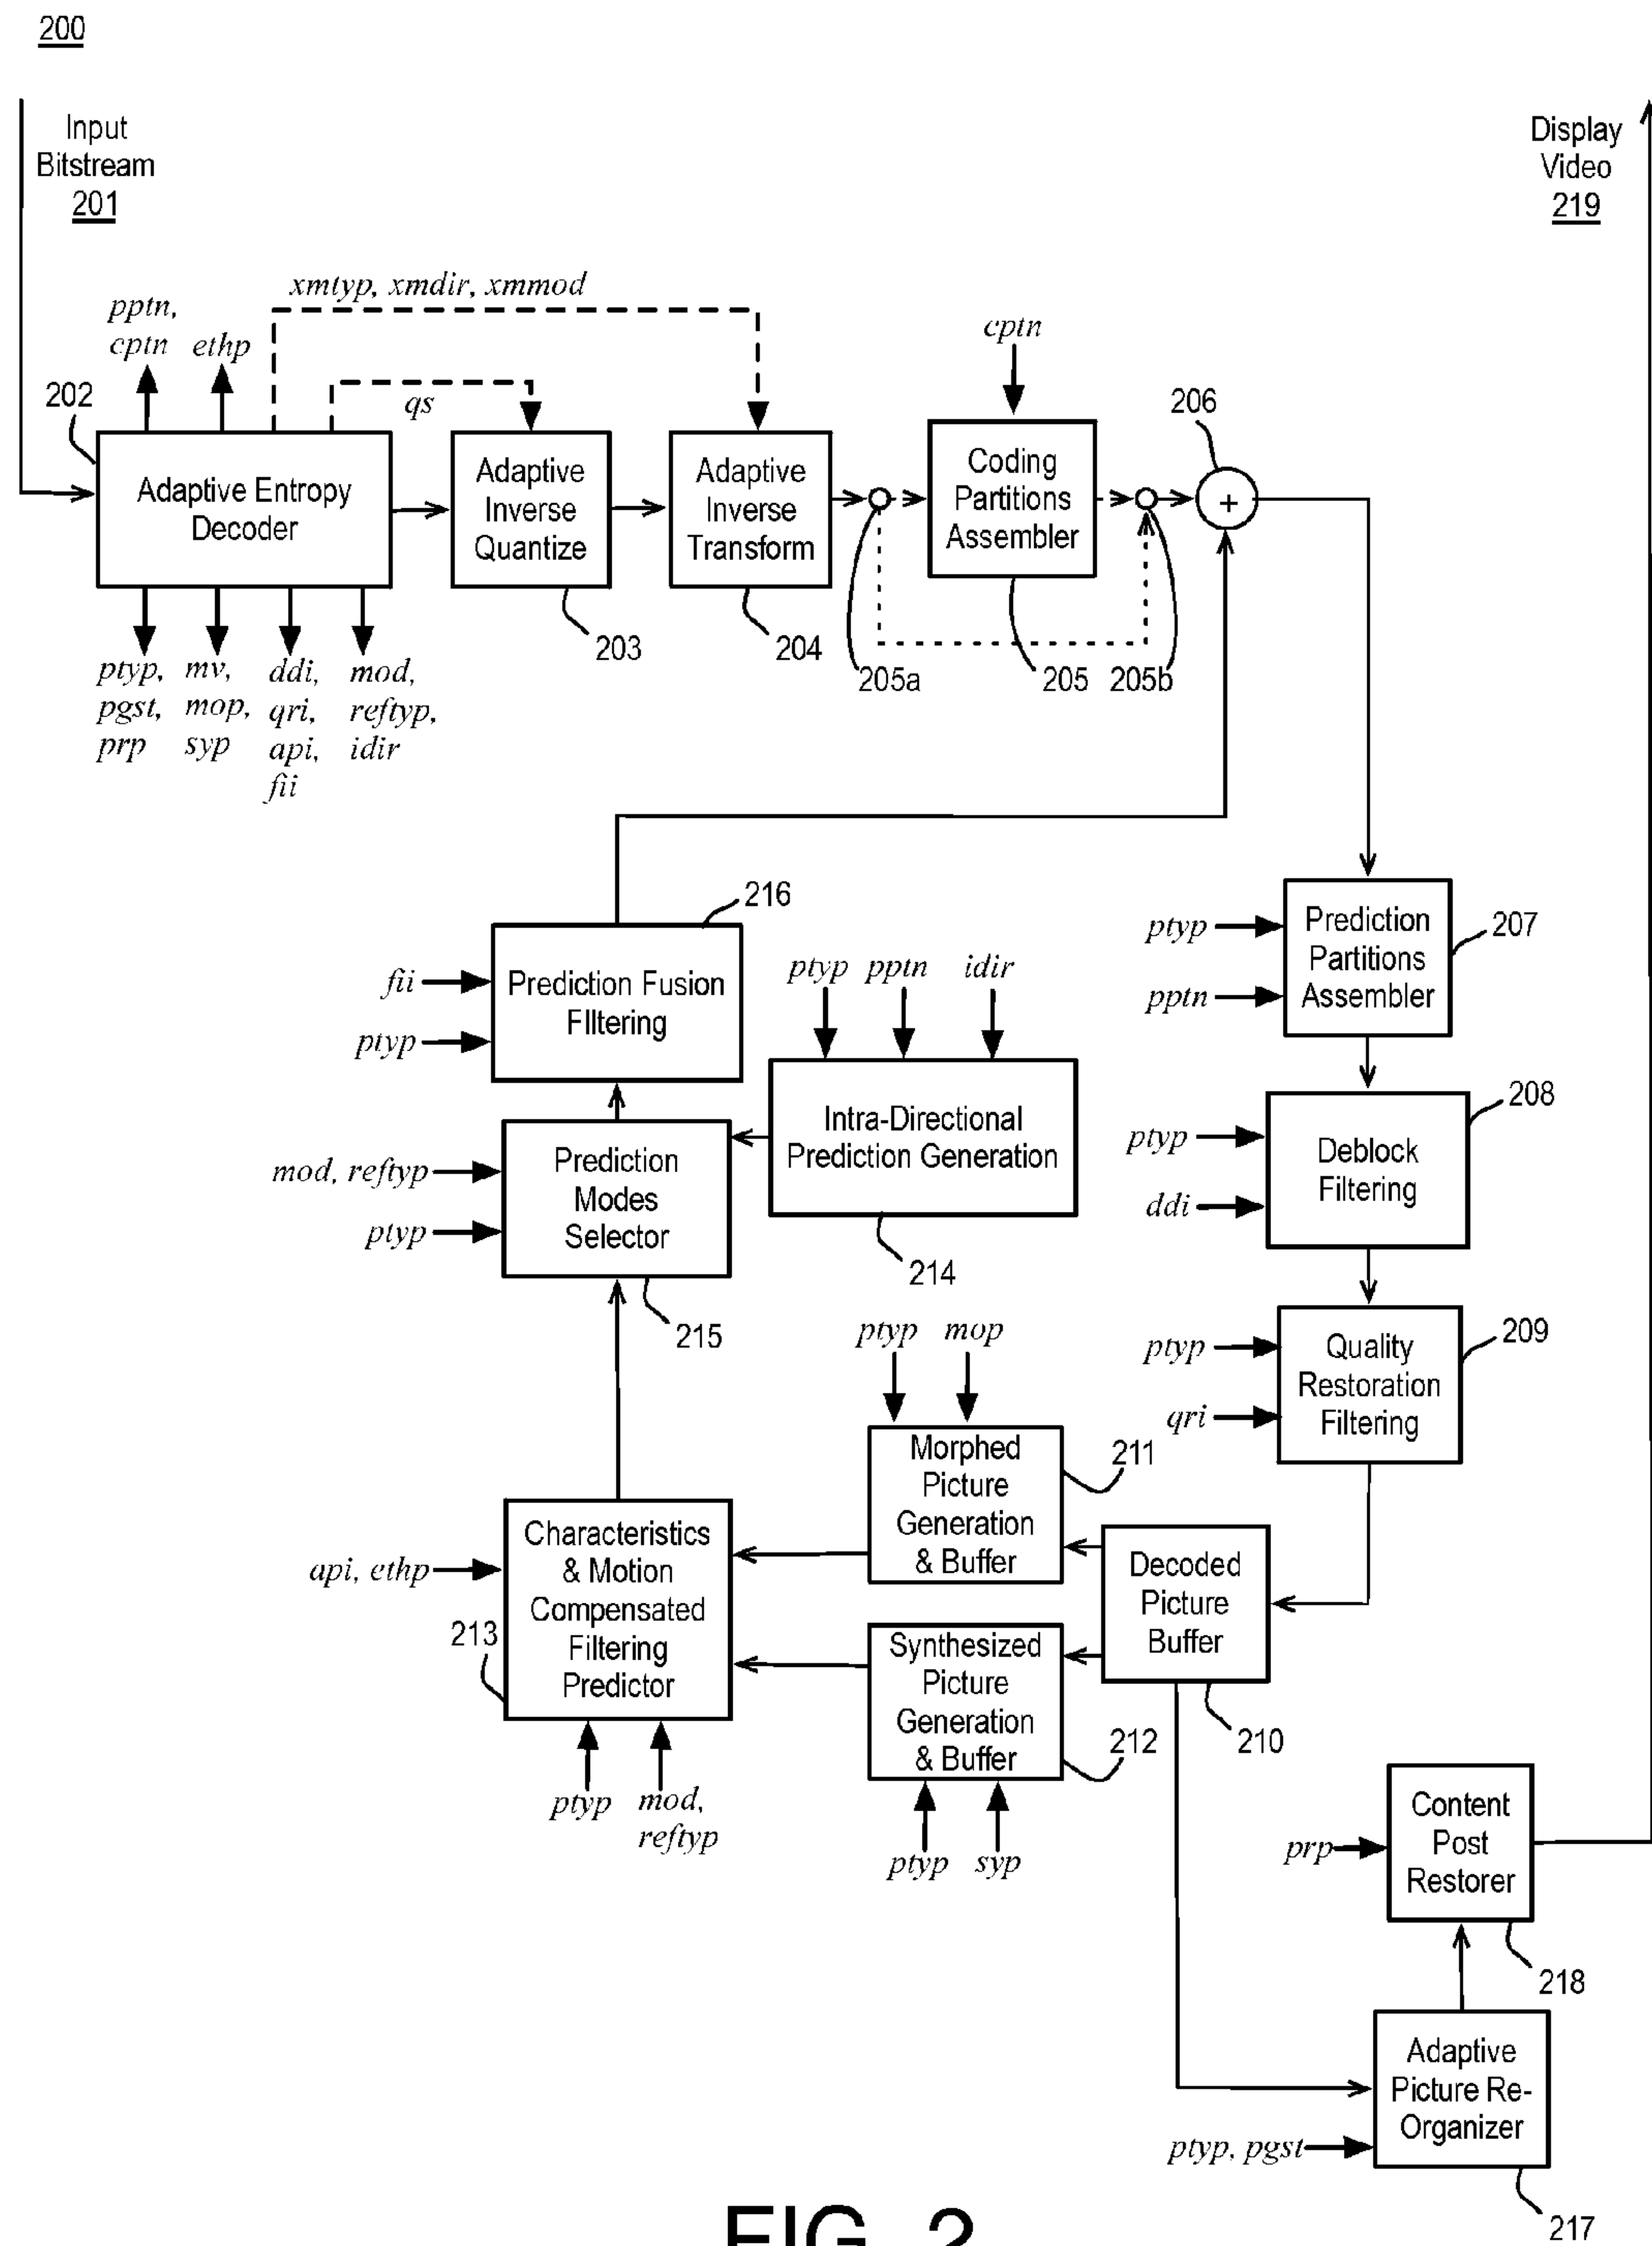 200
Input
Bitstream
201
Display
Video
219
xmtyp, xmdir, xmmod
pptn,
cptn
ethp
qs
cptn
202
206
Adaptive Entropy
Decoder
Adaptive
Inverse
Quantize
Adaptive
Inverse
Transform
Coding
Partitions
Assembler
+
203
204
205a
205
205b
ptyp,
pgst,
prp
mv,
mop,
syp
ddi,
qri,
api,
fii
mod,
reftyp,
idir
216
fii
ptyp
Prediction Fusion
FIltering
ptyp
pptn
idir
ptyp
pptn
Prediction
Partitions
Assembler
207
mod, reftyp
ptyp
Prediction
Modes
Selector
215
Intra-Directional
Prediction Generation
214
ptyp
ddi
Deblock
Filtering
208
ptyp
qri
Quality
Restoration
Filtering
209
ptyp
mop
Morphed
Picture
Generation
& Buffer
211
api, ethp
213
Characteristics
& Motion
Compensated
Filtering
Predictor
ptyp
mod,
reftyp
Synthesized
Picture
Generation
& Buffer
212
ptyp
syp
Decoded
Picture
Buffer
210
prp
Content
Post
Restorer
218
ptyp, pgst
Adaptive
Picture Re-
Organizer
217
FIG. 2